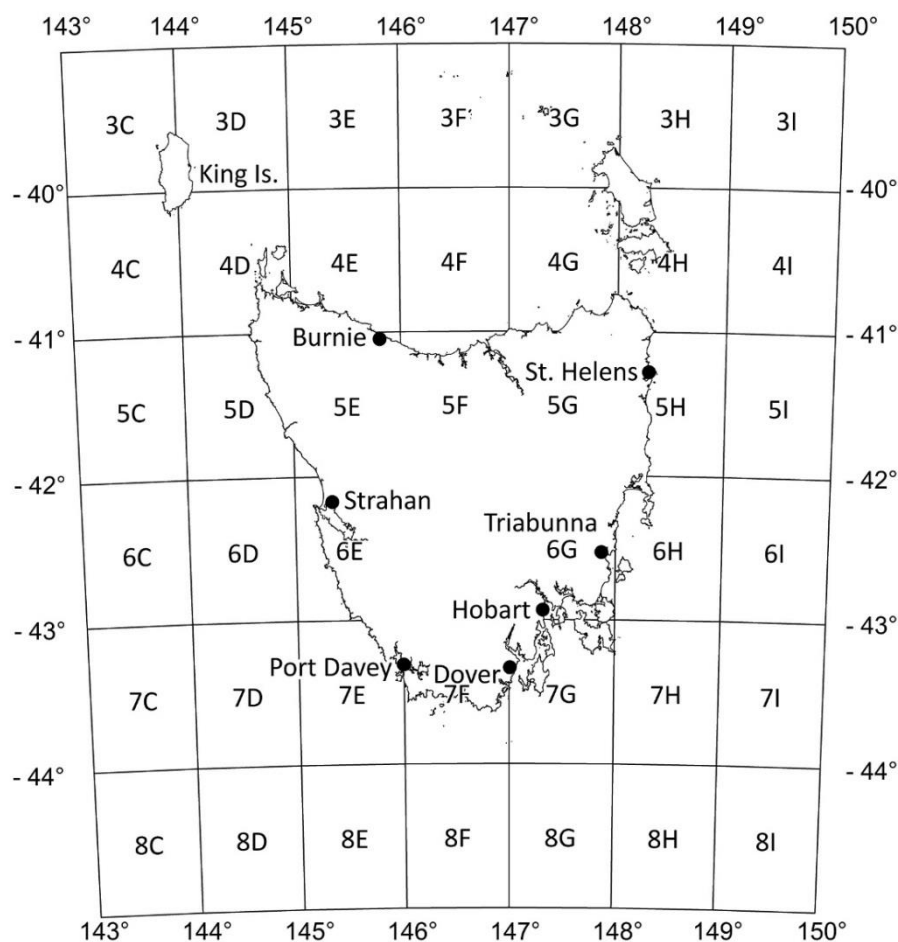 143° 144° 145° 146° 147° 148° 149° 150°
3C 3D 3E 3F 3G 3H 3I
King Is.
- 40° - 40°
4C 4D 4E 4F 4G 4H 4I
- 41° Burnie - 41°
St. Helens
5C 5D 5E 5F 5G 5H 5I
- 42° - 42°
Strahan
Triabunna
6C 6D 6E 6G 6H 6I
Hobart
- 43° - 43°
Port Davey Dover
7C 7D 7E 7F 7G 7H 7I
- 44° - 44°
8C 8D 8E 8F 8G 8H 8I
143° 144° 145° 146° 147° 148° 149° 150°